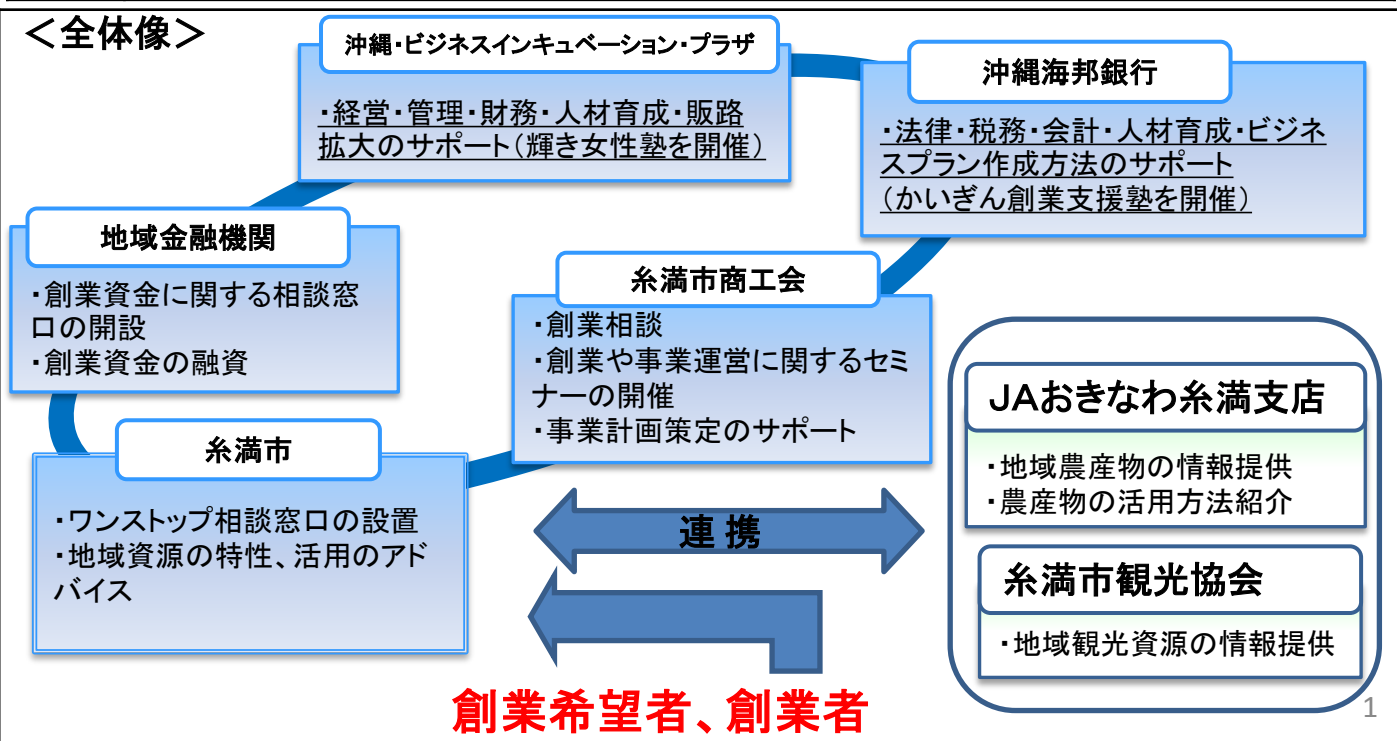 ＜全体像＞
沖縄・ビジネスインキュベーション・プラザ
・経営・管理・財務・人材育成・販路
拡大のサポート（輝き女性塾を開催）
沖縄海邦銀行
・法律・税務・会計・人材育成・ビジネ
スプラン作成方法のサポート
（かいぎん創業支援塾を開催）
地域金融機関
・創業資金に関する相談窓
口の開設
・創業資金の融資
糸満市商工会
・創業相談
・創業や事業運営に関するセミ
ナーの開催
・事業計画策定のサポート
糸満市
・ワンストップ相談窓口の設置
・地域資源の特性、活用のアド
バイス
連 携
JAおきなわ糸満支店
・地域農産物の情報提供
・農産物の活用方法紹介
糸満市観光協会
・地域観光資源の情報提供
創業希望者、創業者
1